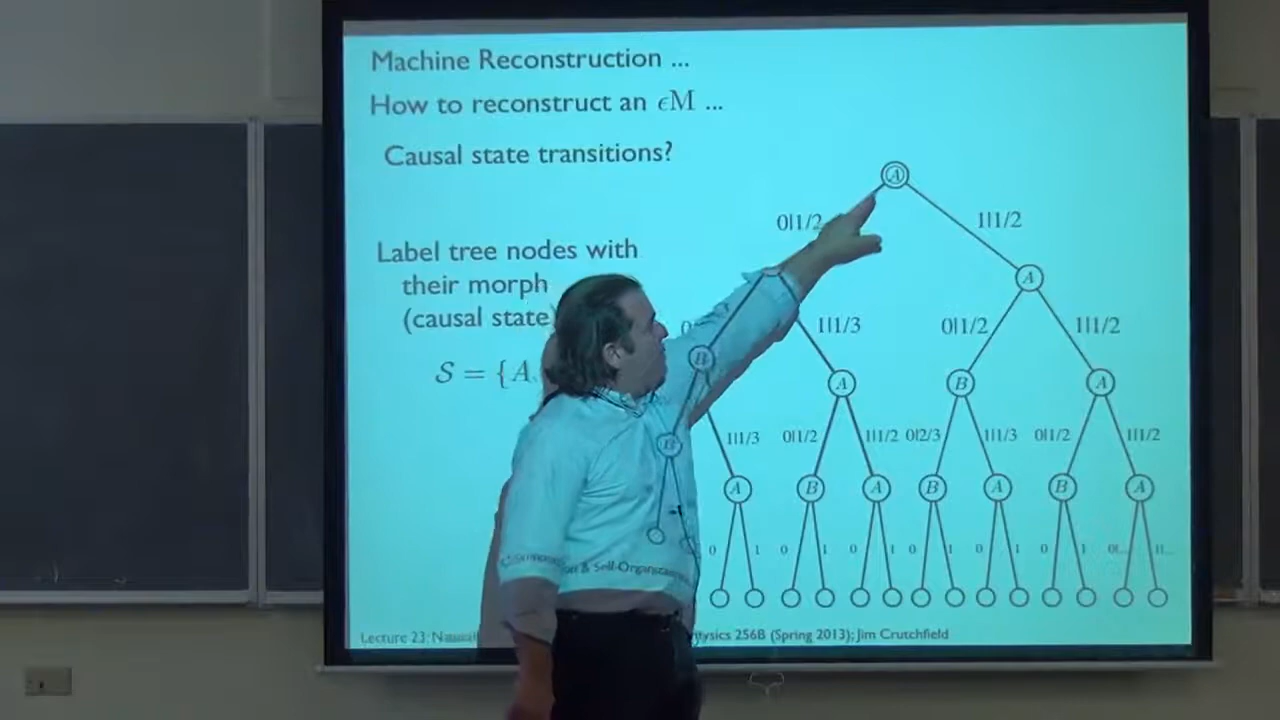 Machine Reconstruction ...
How to reconstruct an ϵM ...
Causal state transitions?
A
0|1/2 1|1/2
Label tree nodes with
their morph
(causal state
A
1|1/3 0|1/2 1|1/2
B
S = {A
A B A
B
1|1/3 0|1/2 1|1/2 0|2/3 1|1/3 0|1/2 1|1/2
A B A B A B A
0 1 0 1 0 1 0 1 0 1 0 1 0|... 1|...
& Self-Organization
Lecture 23: Natural
Physics 256B (Spring 2013); Jim Crutchfield